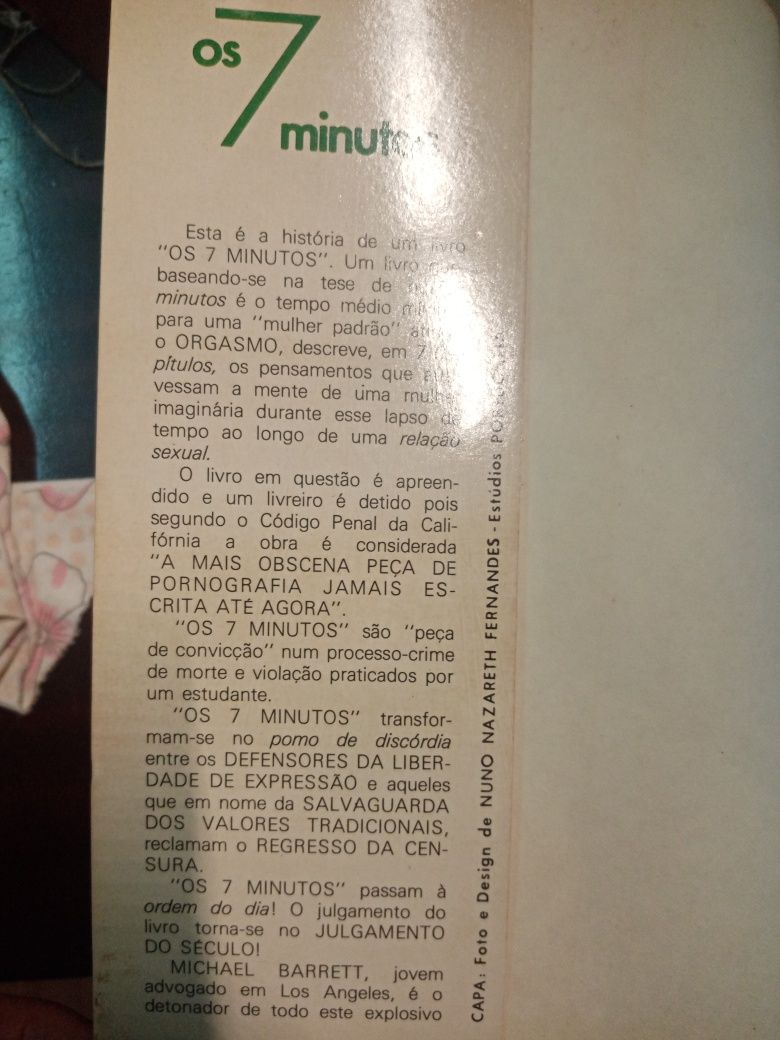 os 7
minutos
Esta é a história de um livro
"OS 7 MINUTOS". Um livro
baseando-se na tese de
minutos é o tempo médio
para uma "mulher padrão"
o ORGASMO, descreve, em 7
pítulos, os pensamentos que
vessam a mente de uma mulher
imaginária durante esse lapso de
tempo ao longo de uma relação
sexual.
O livro em questão é apreen-
dido e um livreiro é detido pois
segundo o Código Penal da Cali-
fórnia a obra é considerada
"A MAIS OBSCENA PEÇA DE
PORNOGRAFIA JAMAIS ES-
CRITA ATÉ AGORA".
"OS 7 MINUTOS" são "peça
de convicção" num processo-crime
de morte e violação praticados por
um estudante.
"OS 7 MINUTOS" transfor-
mam-se no pomo de discórdia
entre os DEFENSORES DA LIBER-
DADE DE EXPRESSÃO e aqueles
que em nome da SALVAGUARDA
DOS VALORES TRADICIONAIS,
reclamam o REGRESSO DA CEN-
SURA.
"OS 7 MINUTOS" passam à
ordem do dia! O julgamento do
livro torna-se no JULGAMENTO
DO SÉCULO!
MICHAEL BARRETT, jovem
advogado em Los Angeles, é o
detonador de todo este explosivo
CAPA: Foto e Design de NUNO NAZARETH FERNANDES - Estúdios